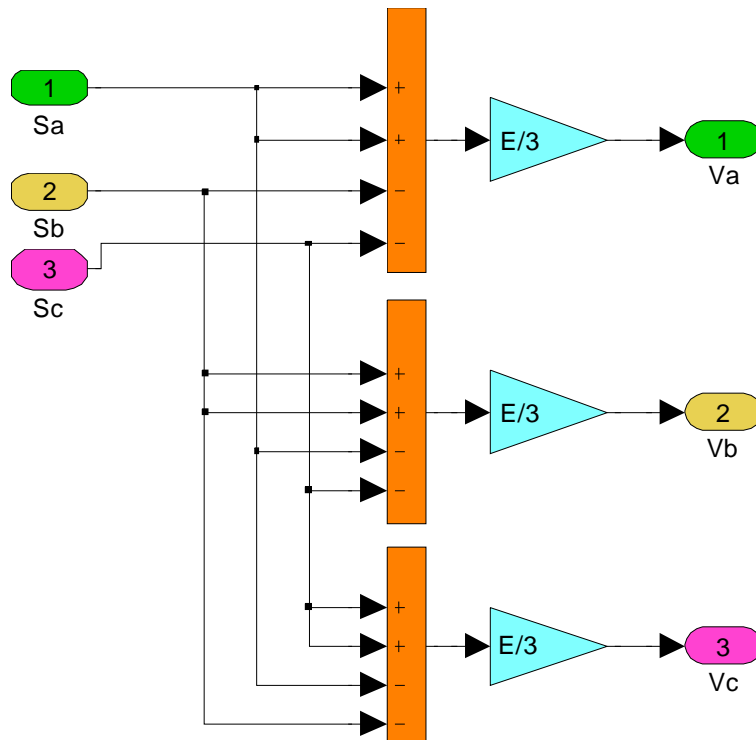 1
Sa
2
Sb
3
Sc
+
+
−
−
E/3
1
Va
+
+
−
−
E/3
2
Vb
+
+
−
−
E/3
3
Vc